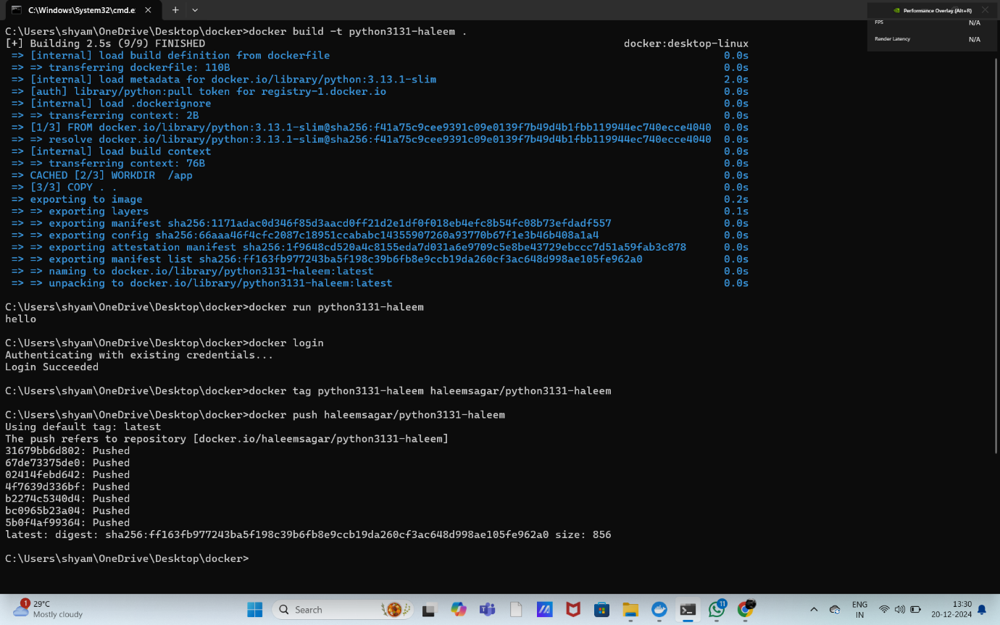 C:\Windows\System32\cmd.e:
Performance Overlay (Alt+R)
FPS N/A
Render Latency N/A
C:\Users\shyam\OneDrive\Desktop\docker>docker build -t python3131-haleem .
[+] Building 2.5s (9/9) FINISHED docker:desktop-linux
=> [internal] load build definition from dockerfile 0.0s
=> => transferring dockerfile: 110B 0.0s
=> [internal] load metadata for docker.io/library/python:3.13.1-slim 2.0s
=> [auth] library/python:pull token for registry-1.docker.io 0.0s
=> [internal] load .dockerignore 0.0s
=> => transferring context: 2B 0.0s
=> [1/3] FROM docker.io/library/python:3.13.1-slim@sha256:f41a75c9cee9391c09e0139f7b49d4b1fbb119944ec740ecce4040 0.0s
=> => resolve docker.io/library/python:3.13.1-slim@sha256:f41a75c9cee9391c09e0139f7b49d4b1fbb119944ec740ecce4040 0.0s
=> [internal] load build context 0.0s
=> => transferring context: 76B 0.0s
=> CACHED [2/3] WORKDIR /app 0.0s
=> [3/3] COPY . . 0.0s
=> exporting to image 0.2s
=> => exporting layers 0.1s
=> => exporting manifest sha256:1171adac0d346f85d3aacd0ff21d2e1df0f018eb4efc8b54fc08b73efdadf557 0.0s
=> => exporting config sha256:66aaa46f4cfc2087c18951ccababc14355907260a93770b67f1e3b46b408a1a4 0.0s
=> => exporting attestation manifest sha256:1f9648cd520a4c8155eda7d031a6e9709c5e8be43729ebccc7d51a59fab3c878 0.0s
=> => exporting manifest list sha256:ff163fb977243ba5f198c39b6fb8e9ccb19da260cf3ac648d998ae105fe962a0 0.0s
=> => naming to docker.io/library/python3131-haleem:latest 0.0s
=> => unpacking to docker.io/library/python3131-haleem:latest 0.0s
C:\Users\shyam\OneDrive\Desktop\docker>docker run python3131-haleem
hello
C:\Users\shyam\OneDrive\Desktop\docker>docker login
Authenticating with existing credentials...
Login Succeeded
C:\Users\shyam\OneDrive\Desktop\docker>docker tag python3131-haleem haleemsagar/python3131-haleem
C:\Users\shyam\OneDrive\Desktop\docker>docker push haleemsagar/python3131-haleem
Using default tag: latest
The push refers to repository [docker.io/haleemsagar/python3131-haleem]
31679bb6d802: Pushed
67de73375de0: Pushed
02414febd642: Pushed
4f7639d336bf: Pushed
b2274c5340d4: Pushed
bc0965b23a04: Pushed
5b0f4af99364: Pushed
latest: digest: sha256:ff163fb977243ba5f198c39b6fb8e9ccb19da260cf3ac648d998ae105fe962a0 size: 856
C:\Users\shyam\OneDrive\Desktop\docker>
1
29°C
Mostly cloudy
Search
11
ENG
IN
13:30
20-12-2024